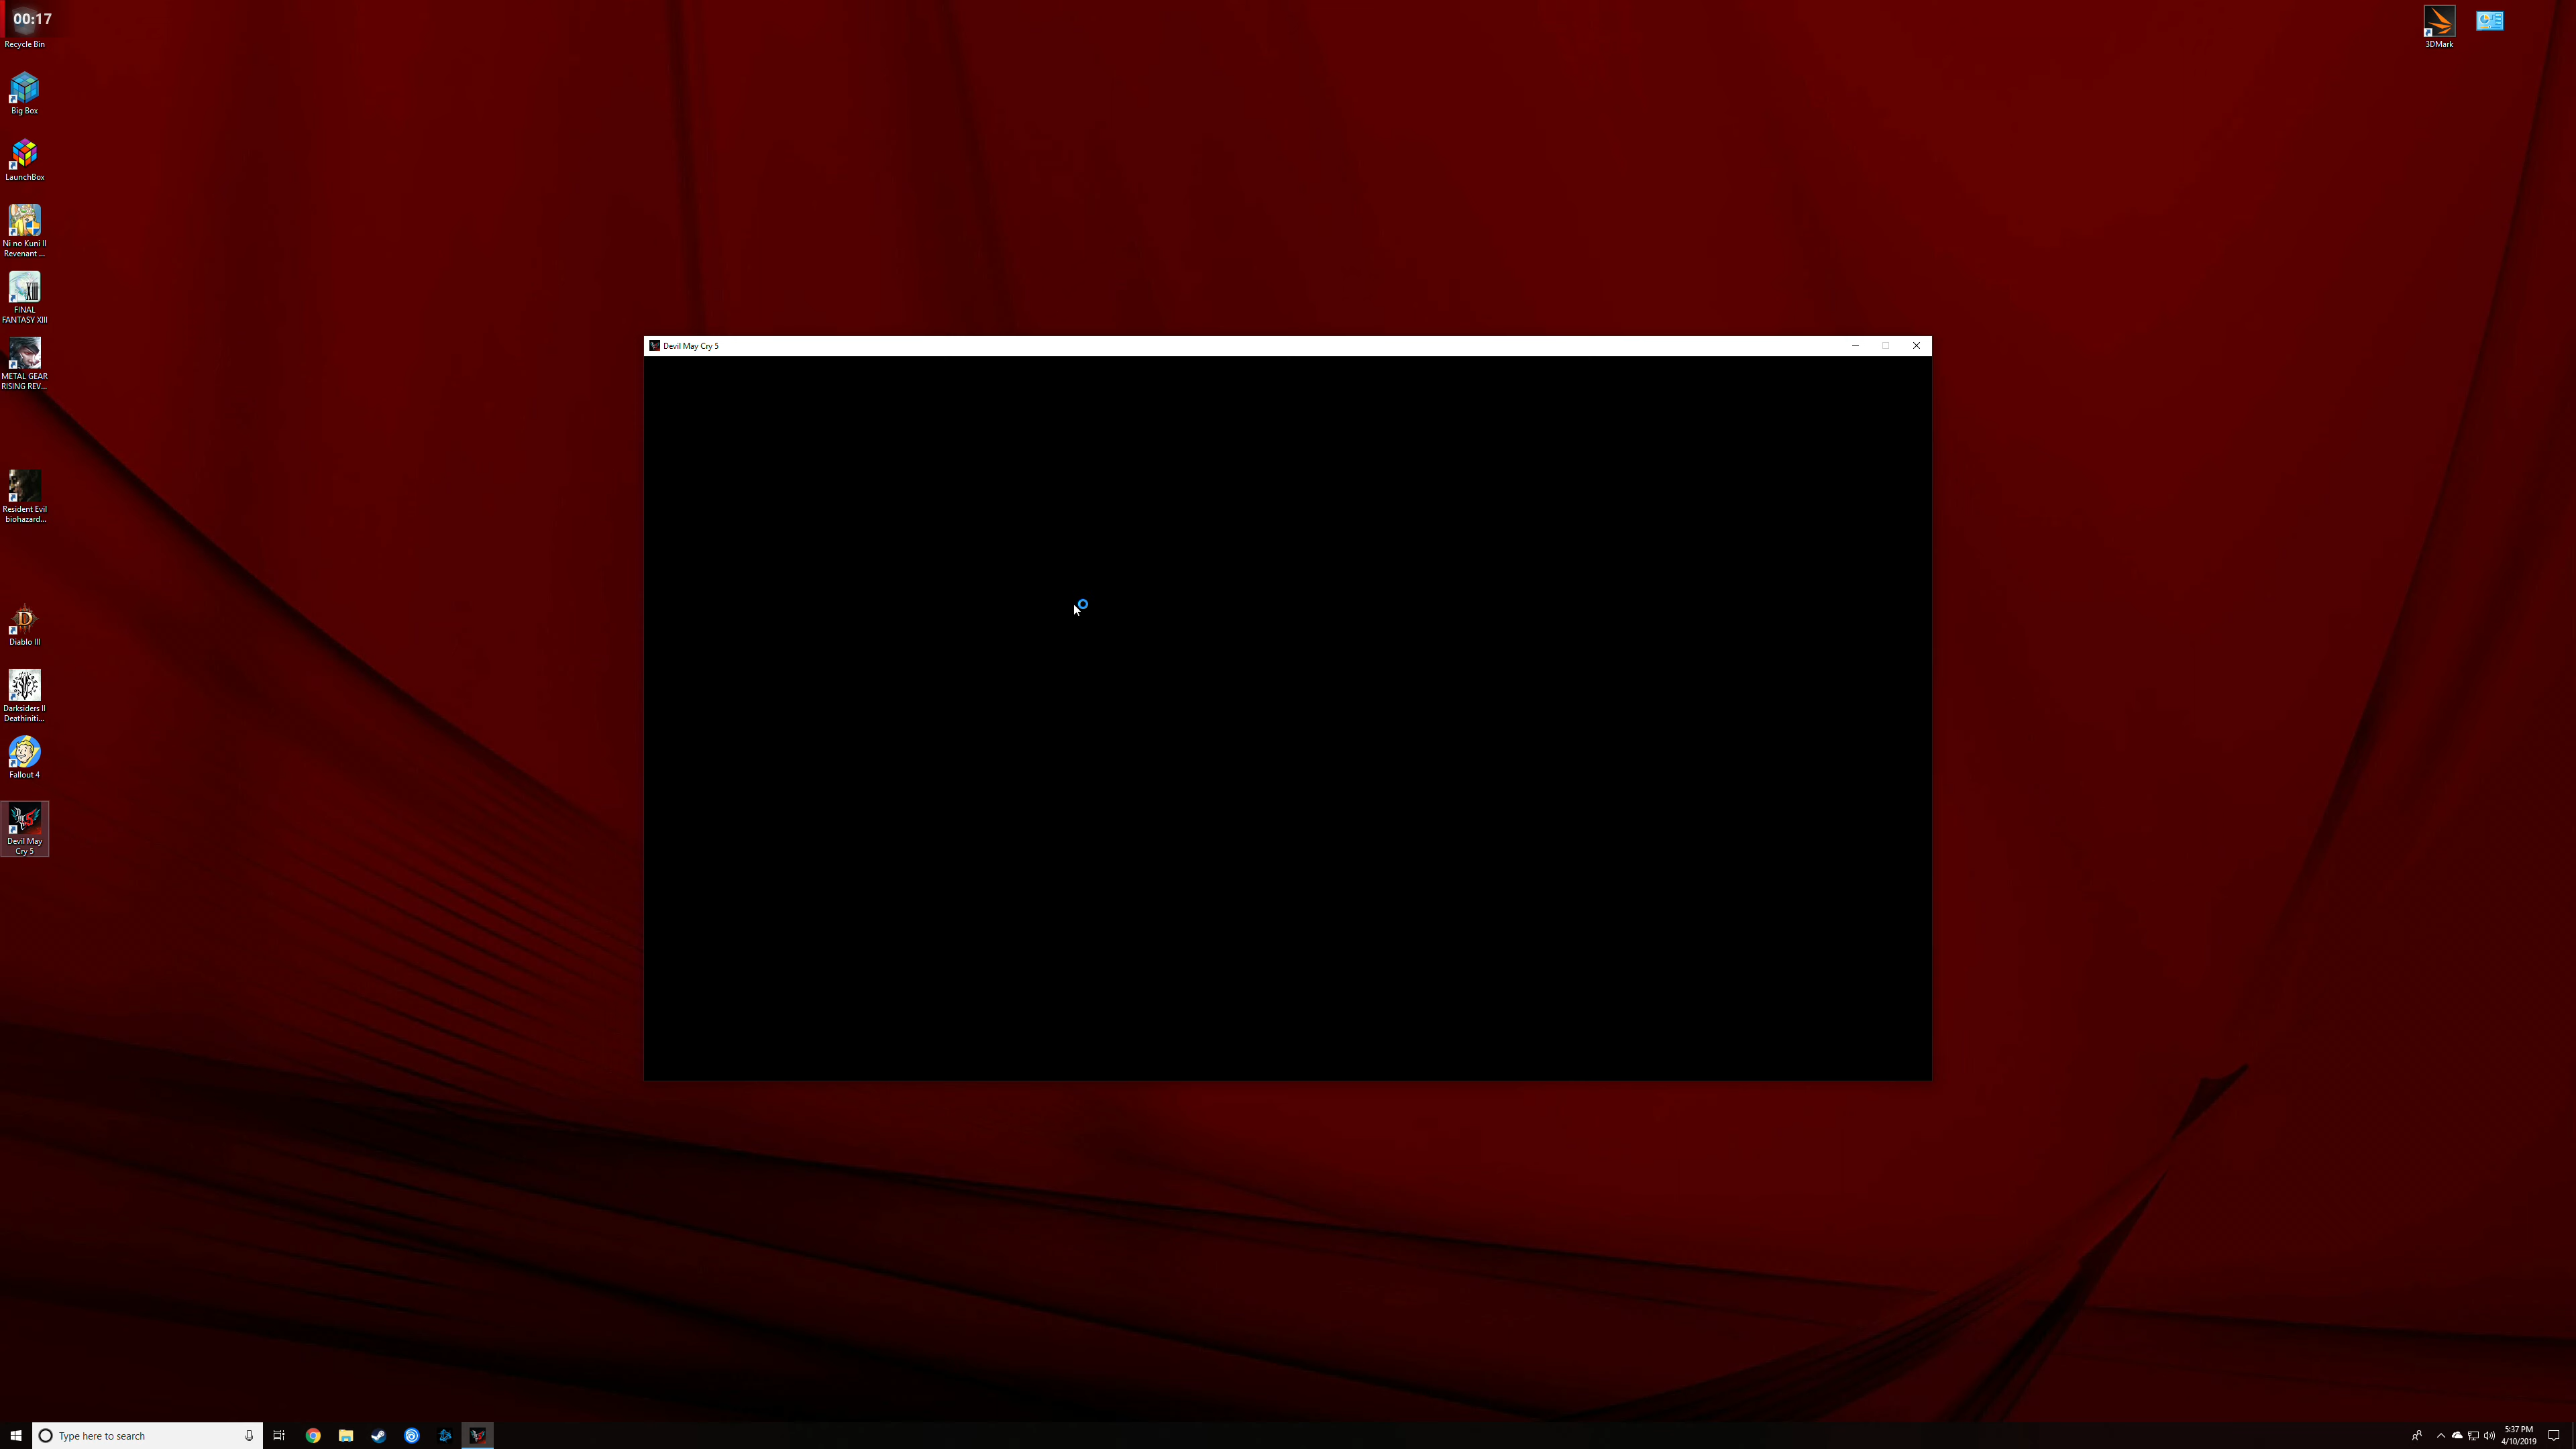 00:17
Recycle Bin
Big Box
LaunchBox
Ni no Kuni II
Revenant ...
XIII
FINAL
FANTASY XIII
METAL GEAR
RISING REV...
Resident Evil
biohazard...
D
Diablo III
Darksiders II
Deathiniti...
Fallout 4
DMC5
Devil May
Cry 5
3DMark
Devil May Cry 5
Type here to search
5:37 PM
4/10/2019